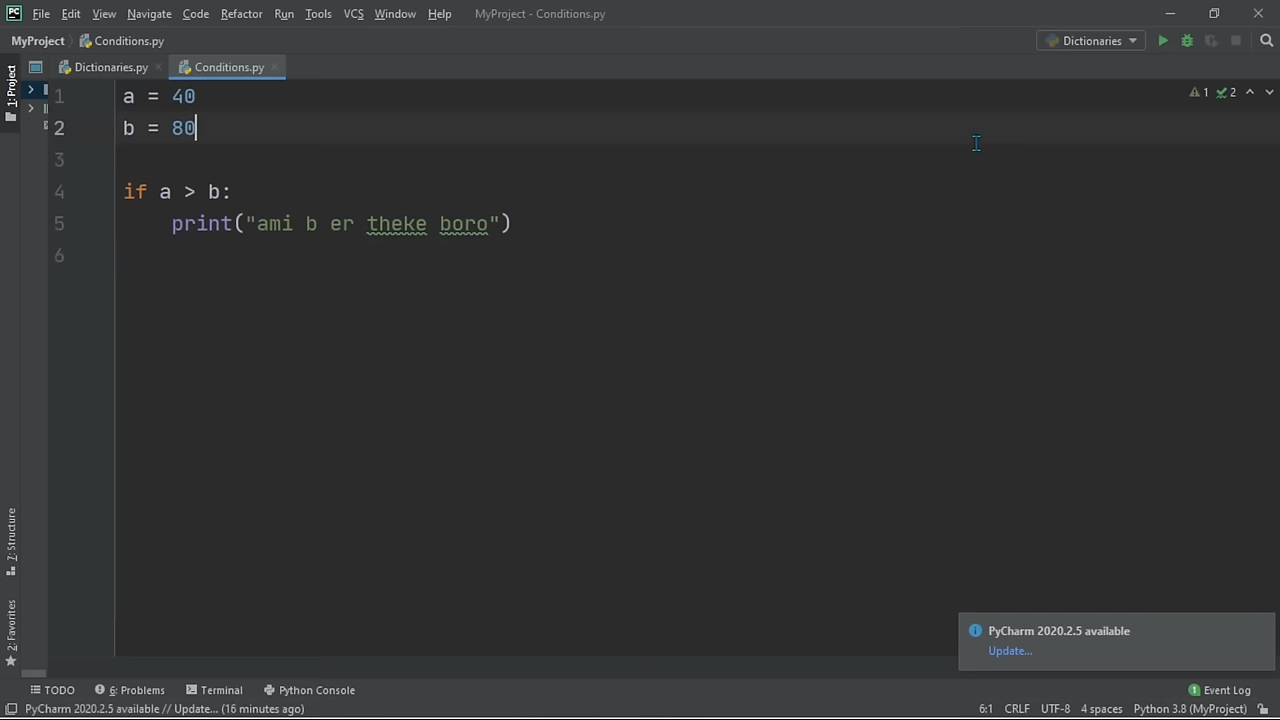 File Edit View Navigate Code Refactor Run Tools VCS Window Help MyProject - Conditions.py
MyProject Conditions.py Dictionaries
Dictionaries.py Conditions.py
1: Project
1 a = 40
1 2
2 b = 80
3
4 if a > b:
5 print("ami b er theke boro")
6
7: Structure
2: Favorites
PyCharm 2020.2.5 available
Update...
TODO 6: Problems Terminal Python Console 1 Event Log
PyCharm 2020.2.5 available // Update... (16 minutes ago) 6:1 CRLF UTF-8 4 spaces Python 3.8 (MyProject)